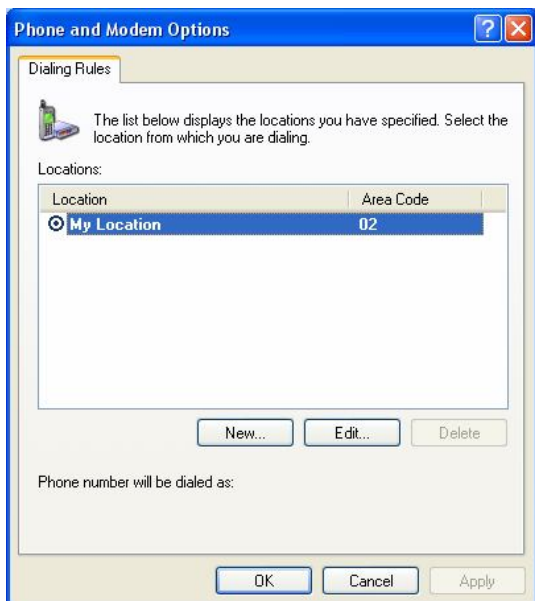 Phone and Modem Options
Dialing Rules
The list below displays the locations you have specified. Select the
location from which you are dialing.
Locations:
Location Area Code
My Location 02
New... Edit... Delete
Phone number will be dialed as:
OK Cancel Apply